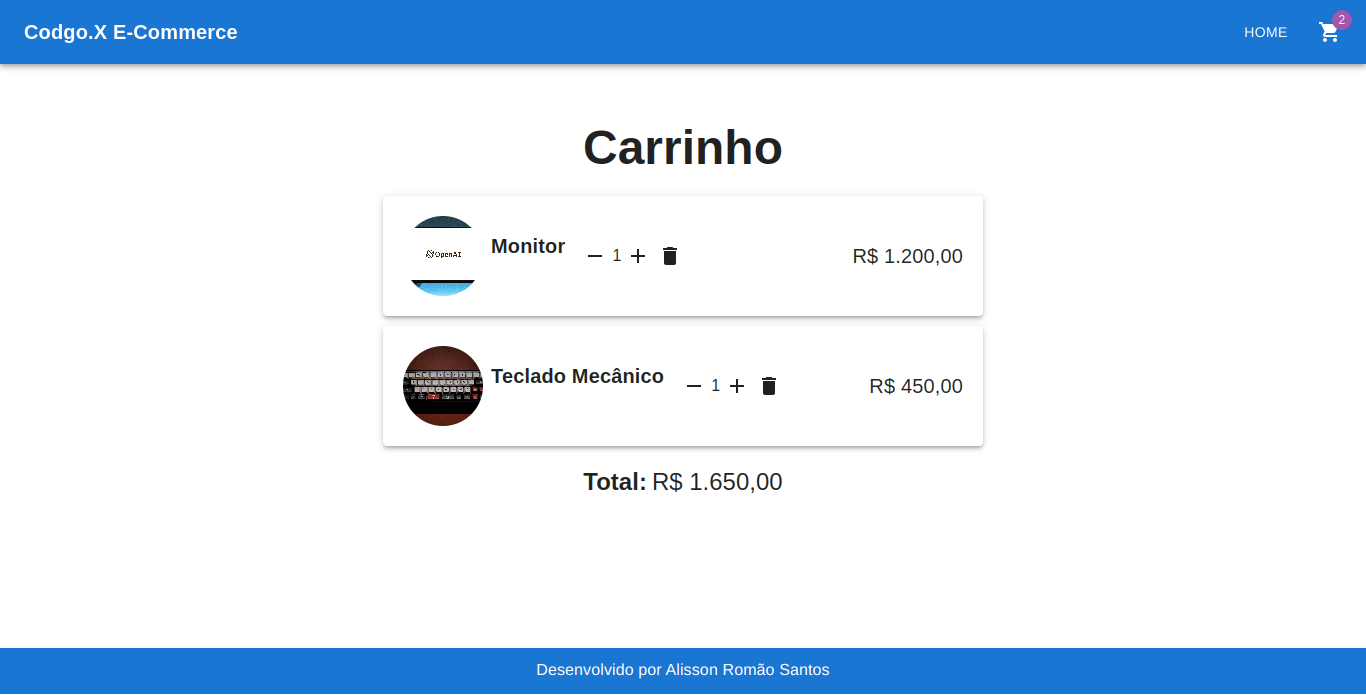 Codgo.X E-Commerce
HOME
2
Carrinho
OpenAI
Monitor
1
R$ 1.200,00
Teclado Mecânico
1
R$ 450,00
Total: R$ 1.650,00
Desenvolvido por Alisson Romão Santos